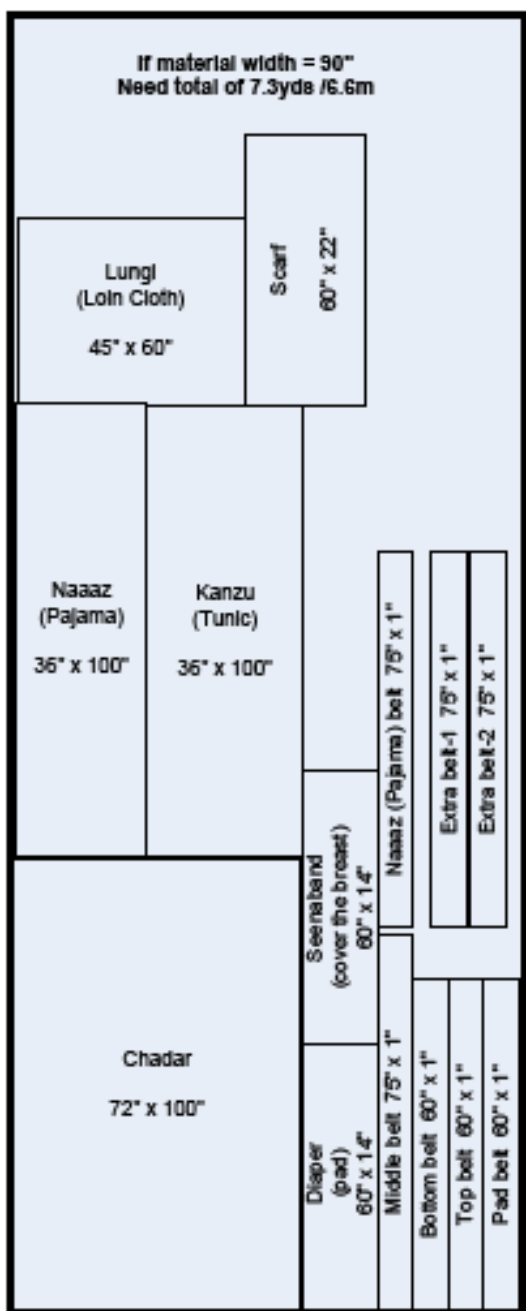 If material width = 90"
Need total of 7.3yds /6.6m
Lungi
(Loin Cloth)
45" x 60"
Scarf
60" x 22"
Naaaz
(Pajama)
36" x 100"
Kanzu
(Tunic)
36" x 100"
Naaaz (Pajama) belt 75" x 1"
Extra belt-1 75" x 1"
Extra belt-2 75" x 1"
Seenaband
(cover the breast)
60" x 14"
Chadar
72" x 100"
Diaper
(pad)
60" x 14"
Middle belt 75" x 1"
Bottom belt 60" x 1"
Top belt 60" x 1"
Pad belt 60" x 1"